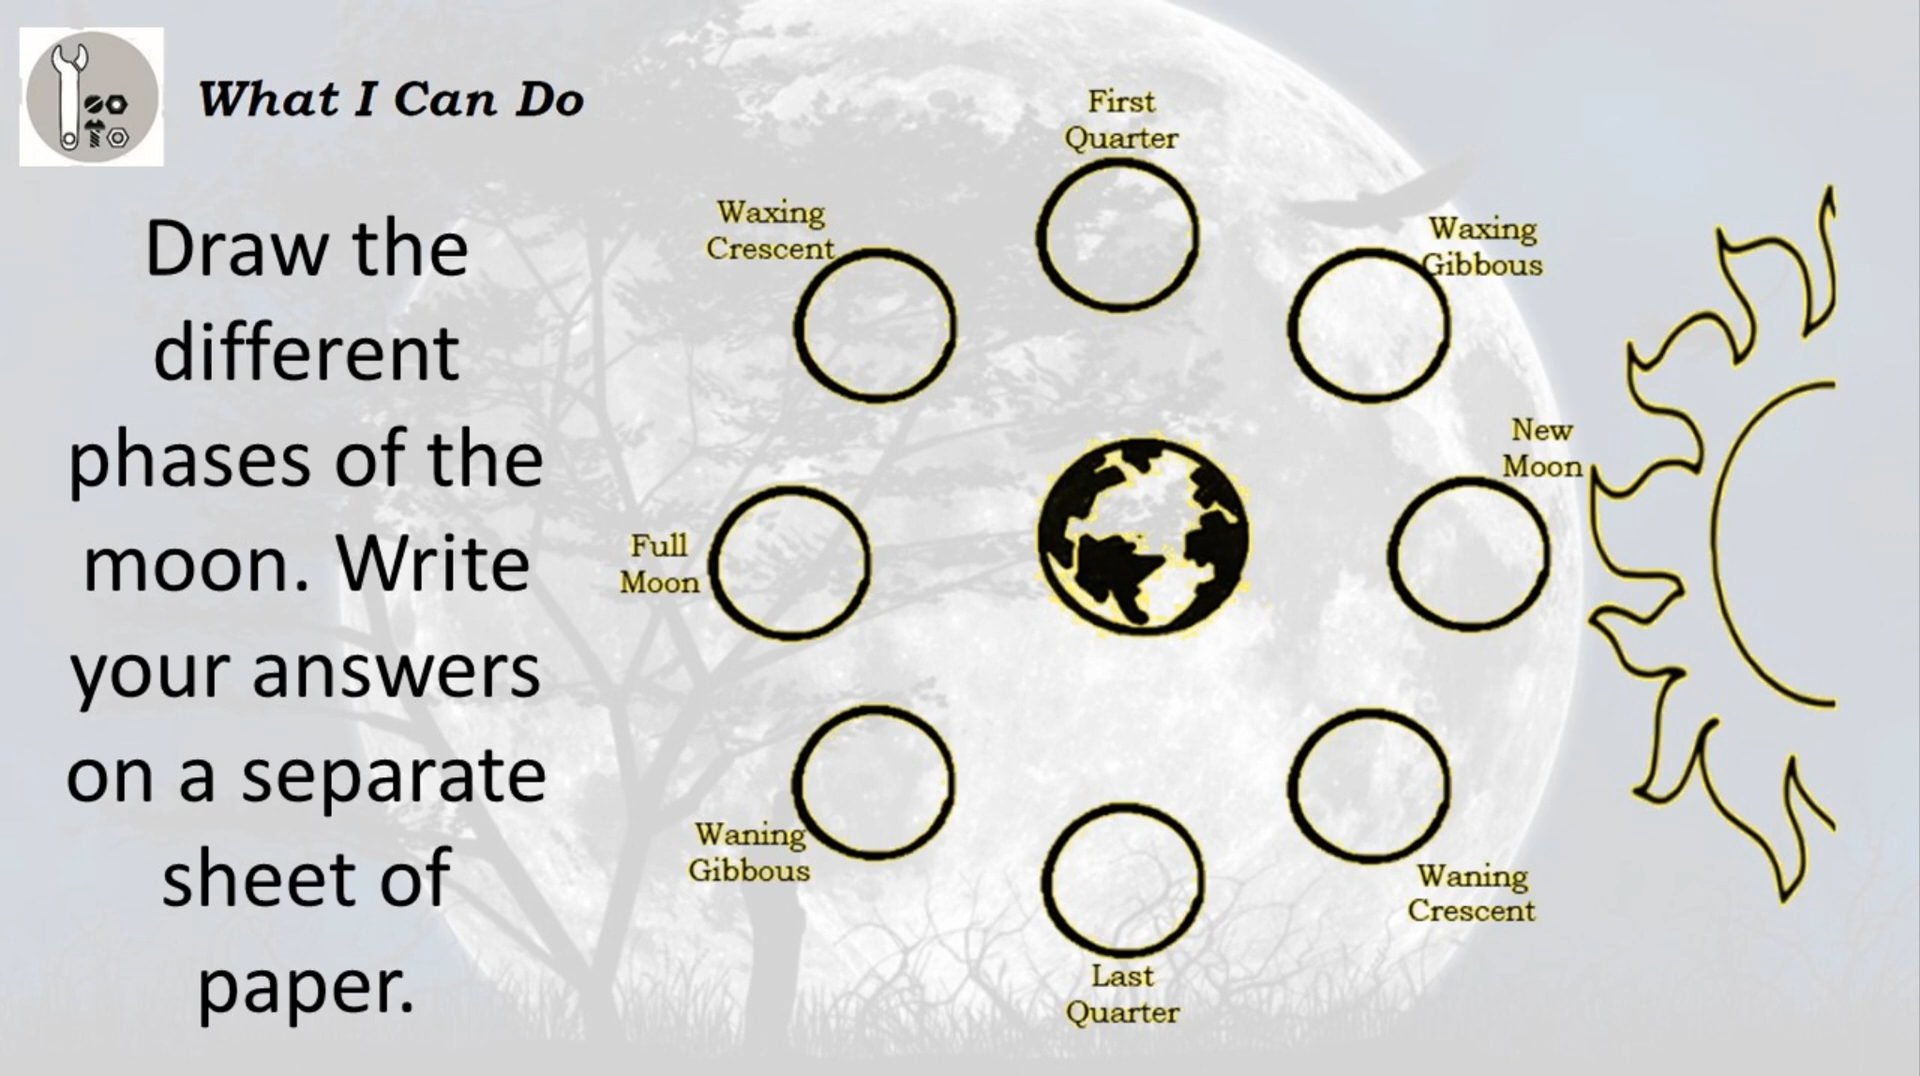 What I Can Do
Draw the
different
phases of the
moon. Write
your answers
on a separate
sheet of
paper.
First
Quarter
Waxing
Crescent
Waxing
Gibbous
New
Moon
Full
Moon
Waning
Gibbous
Waning
Crescent
Last
Quarter